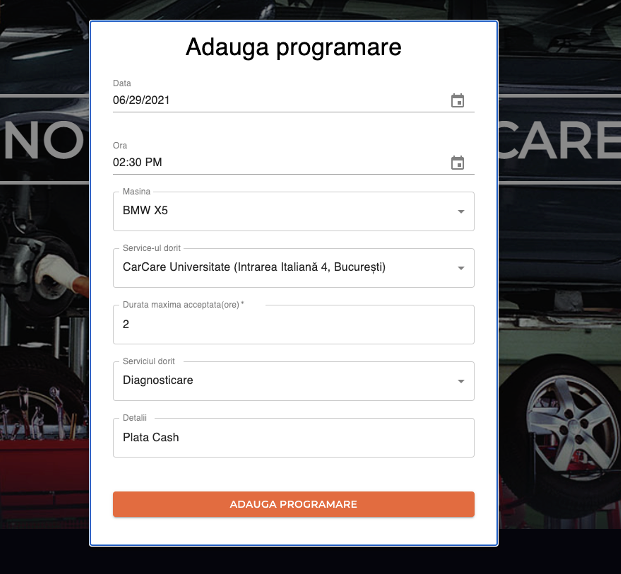 Adauga programare
Data
06/29/2021
NO
CARE
Ora
02:30 PM
Masina
BMW X5
Service-ul dorit
CarCare Universitate (Intrarea Italiană 4, București)
Durata maxima acceptata(ore) *
2
Serviciul dorit
Diagnosticare
Detalii
Plata Cash
ADAUGA PROGRAMARE